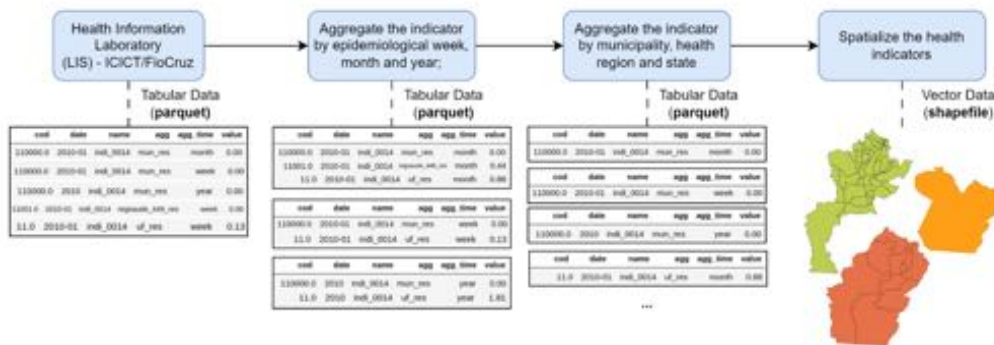 Health Information
Laboratory
(LIS) - ICICT/FioCruz
Aggregate the indicator
by epidemiological week,
month and year;
Aggregate the indicator
by municipality, health
region and state
Spatialize the health
indicators
Tabular Data
(parquet)
Tabular Data
(parquet)
Tabular Data
(parquet)
Vector Data
(shapefile)
cod date name agg agg_time value
110000.0 2010-01 indi_0014 mun_res month 0.00
110000.0 2010-01 indi_0014 mun_res week 0.00
110000.0 2010 indi_0014 mun_res year 0.00
11001.0 2010-01 indi_0014 week 0.00
11.0 2010-01 indi_0014 uf_res week 0.13
cod date name agg agg_time value
110000.0 2010-01 indi_0014 mun_res month 0.00
11001.0 2010-01 indi_0014 month 0.44
11.0 2010-01 indi_0014 uf_res month 0.88
cod date name agg agg_time value
110000.0 2010-01 indi_0014 mun_res week 0.00
11.0 2010-01 indi_0014 uf_res week 0.13
cod date name agg agg_time value
110000.0 2010 indi_0014 mun_res year 0.00
11.0 2010 indi_0014 uf_res year 1.81
cod date name agg agg_time value
110000.0 2010-01 indi_0014 mun_res month 0.00
cod date name agg agg_time value
110000.0 2010-01 indi_0014 mun_res week 0.00
cod date name agg agg_time value
110000.0 2010 indi_0014 mun_res year 0.00
cod date name agg agg_time value
11.0 2010-01 indi_0014 uf_res month 0.88
...